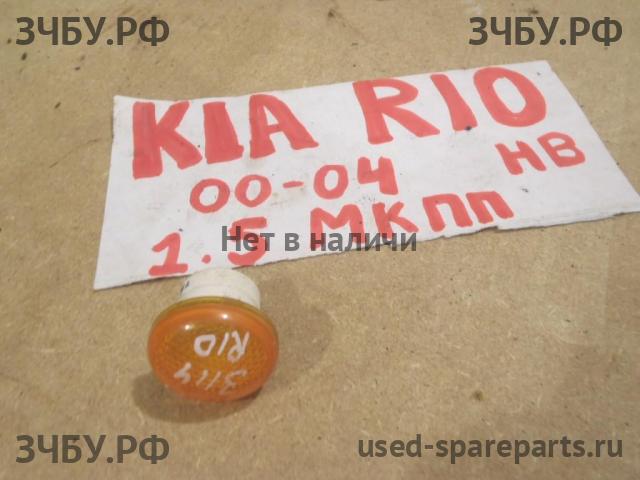 ЗЧБУ.РФ
ЗЧБУ.РФ
KIA RIO
00-04 HB
1.5 МКПП
Нет в наличи
3114
RIO
ЗЧБУ.РФ
used-spareparts.ru